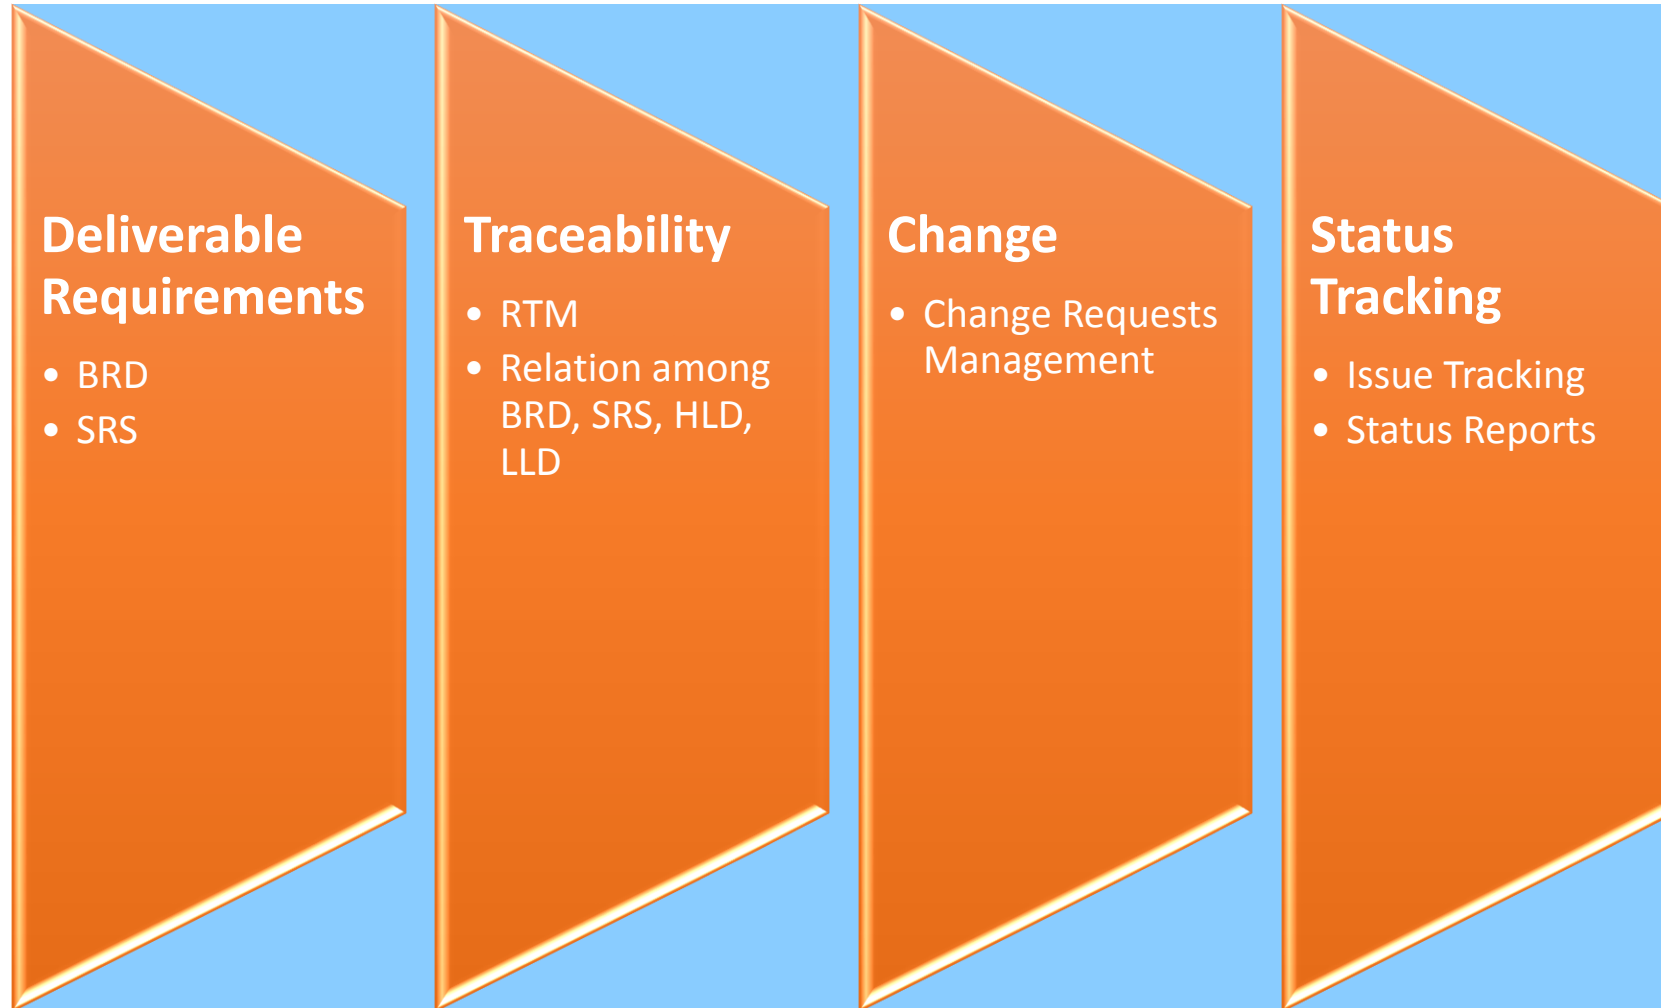 Deliverable
Requirements
• BRD
• SRS
Traceability
• RTM
• Relation among
BRD, SRS, HLD,
LLD
Change
• Change Requests
Management
Status
Tracking
• Issue Tracking
• Status Reports